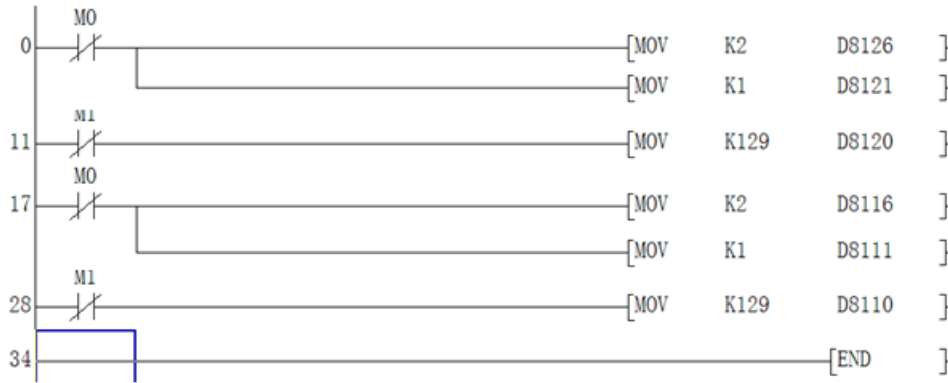 M0
0 [MOV K2 D8126 ]
[MOV K1 D8121 ]
M1
11 [MOV K129 D8120 ]
M0
17 [MOV K2 D8116 ]
[MOV K1 D8111 ]
M1
28 [MOV K129 D8110 ]
34 [END ]